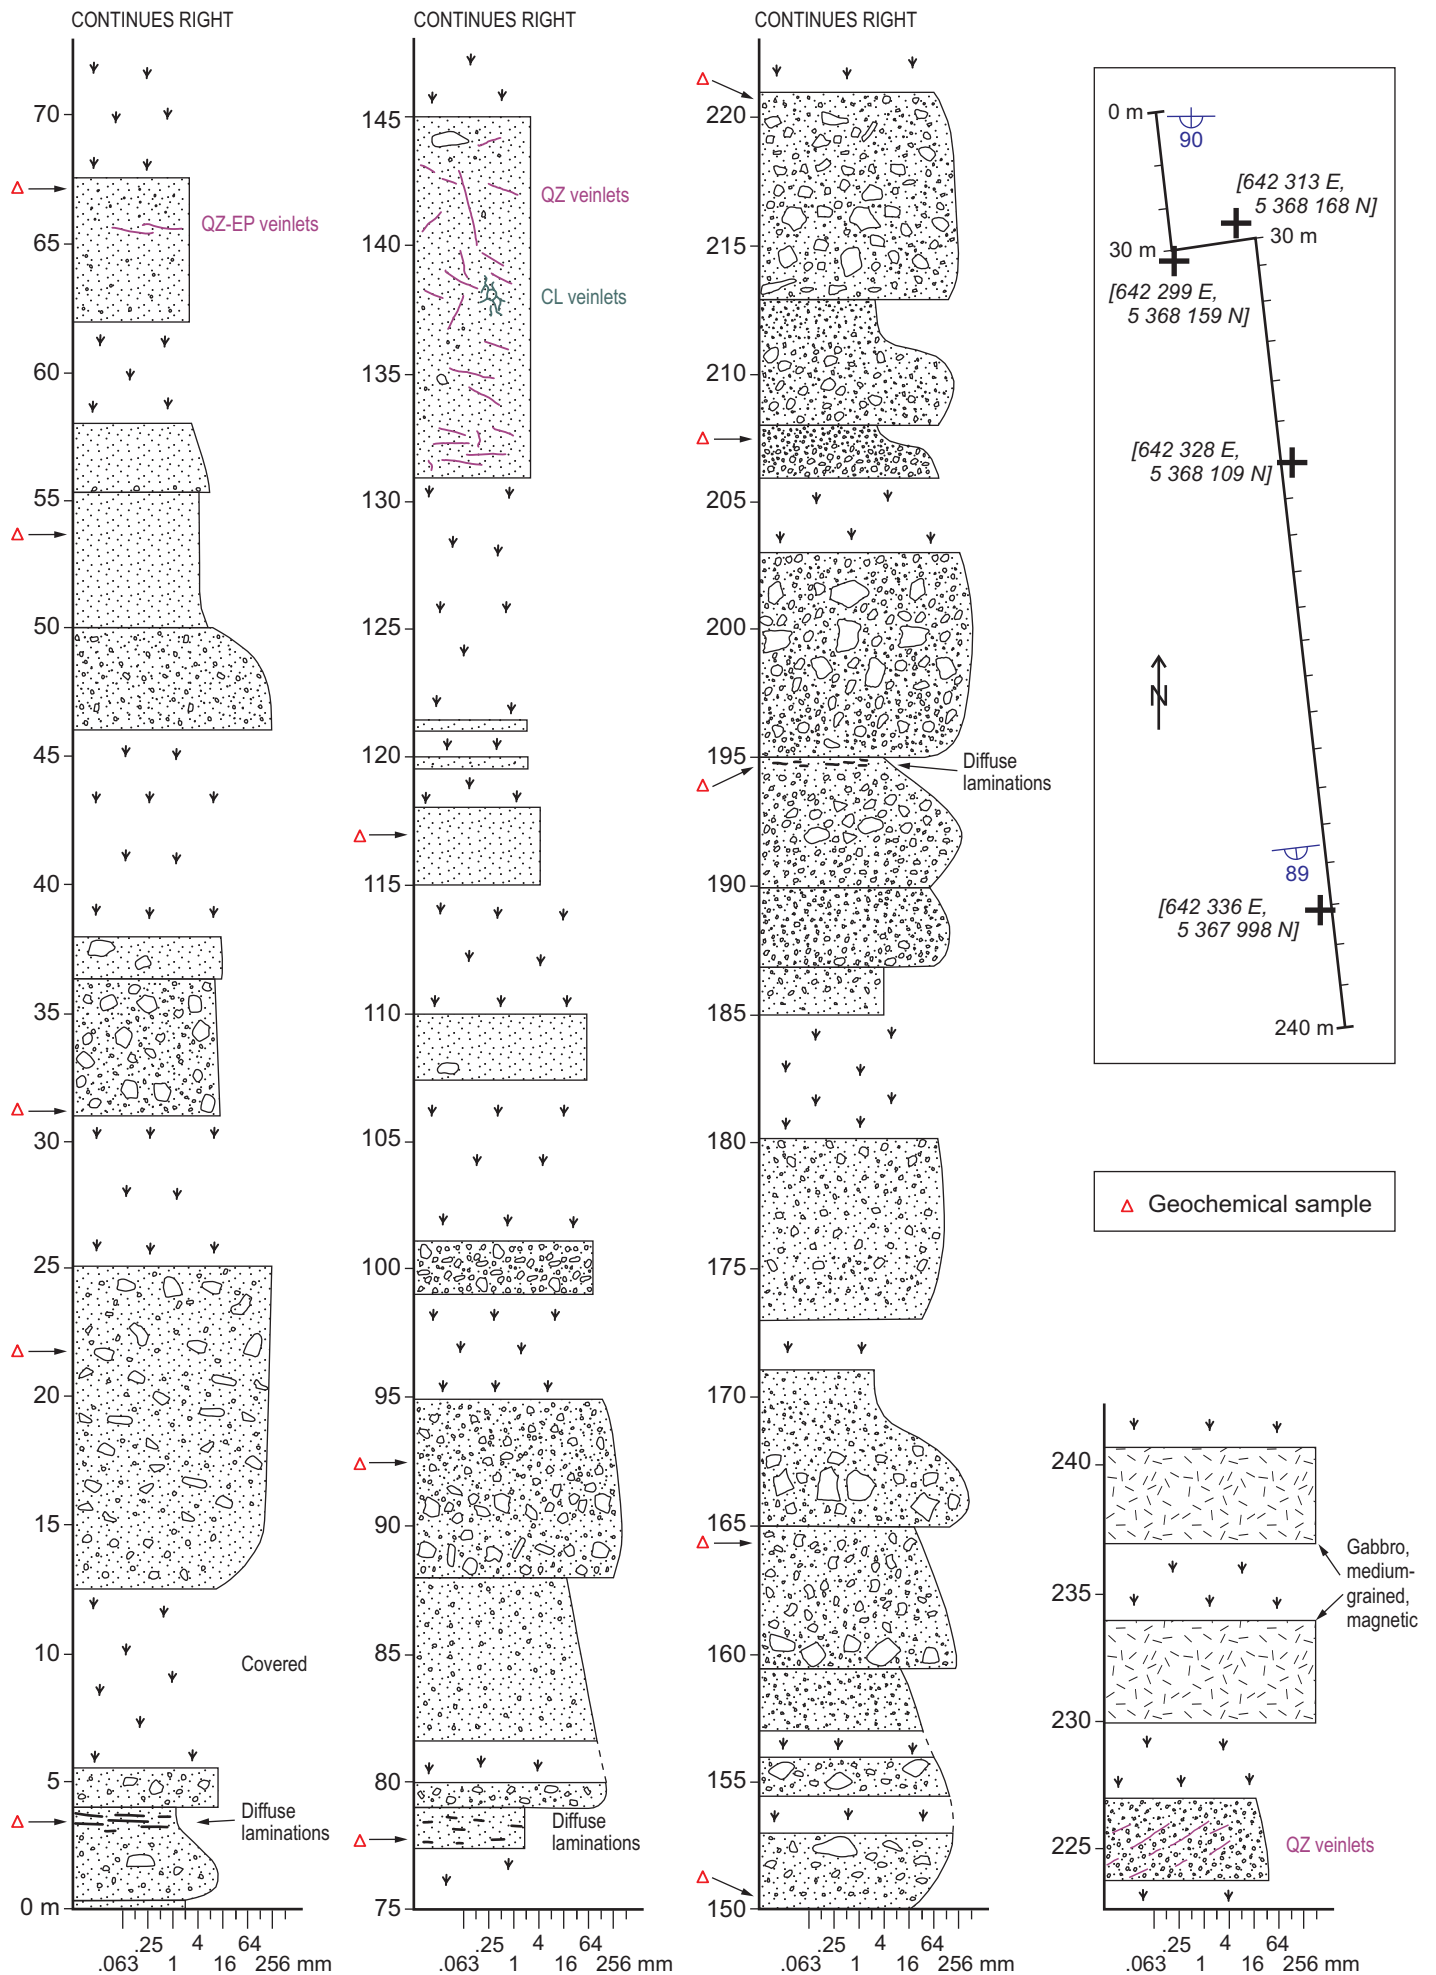 CONTINUES RIGHT
70
65
60
55
50
45
40
35
30
25
20
15
10
5
0 m
QZ-EP veinlets
Covered
Diffuse
laminations
.25 4 64
.063 1 16 256 mm
CONTINUES RIGHT
145
140
135
130
125
120
115
110
105
100
95
90
85
80
75
QZ veinlets
CL veinlets
Diffuse
laminations
.25 4 64
.063 1 16 256 mm
CONTINUES RIGHT
220
215
210
205
200
195
190
185
180
175
170
165
160
155
150
Diffuse
laminations
.25 4 64
.063 1 16 256 mm
0 m
90
[642 313 E,
5 368 168 N]
30 m
30 m
[642 299 E,
5 368 159 N]
[642 328 E,
5 368 109 N]
N
89
[642 336 E,
5 367 998 N]
240 m
Geochemical sample
240
235
230
225
Gabbro,
medium-
grained,
magnetic
QZ veinlets
.25 4 64
.063 1 16 256 mm